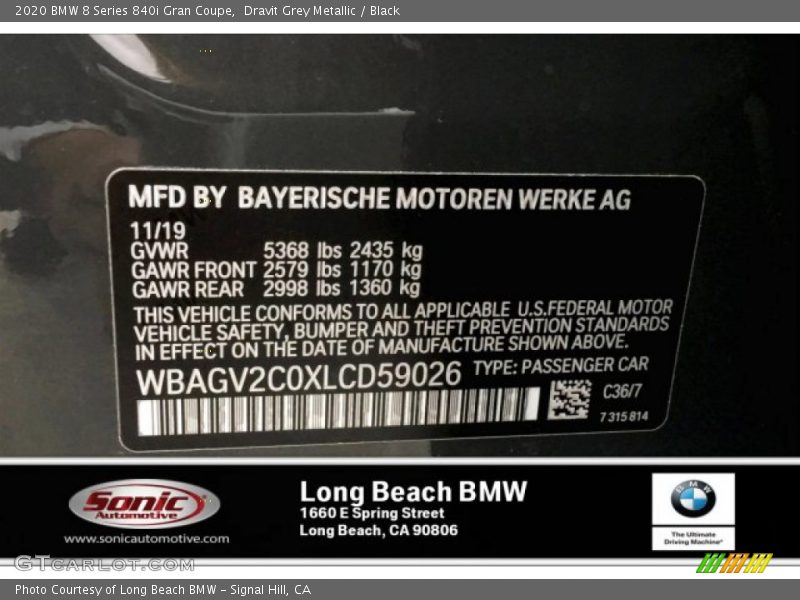 2020 BMW 8 Series 840i Gran Coupe, Dravit Grey Metallic / Black
MFD BY BAYERISCHE MOTOREN WERKE AG
11/19
GVWR 5368 lbs 2435 kg
GAWR FRONT 2579 lbs 1170 kg
GAWR REAR 2998 lbs 1360 kg
THIS VEHICLE CONFORMS TO ALL APPLICABLE U.S.FEDERAL MOTOR
VEHICLE SAFETY, BUMPER AND THEFT PREVENTION STANDARDS
IN EFFECT ON THE DATE OF MANUFACTURE SHOWN ABOVE.
WBAGV2C0XLCD59026 TYPE: PASSENGER CAR
C36/7
7 315 814
Sonic
Automotive
www.sonicautomotive.com
Long Beach BMW
1660 E Spring Street
Long Beach, CA 90806
BMW
The Ultimate
Driving Machine®
GTcarlot.com
Photo Courtesy of Long Beach BMW - Signal Hill, CA